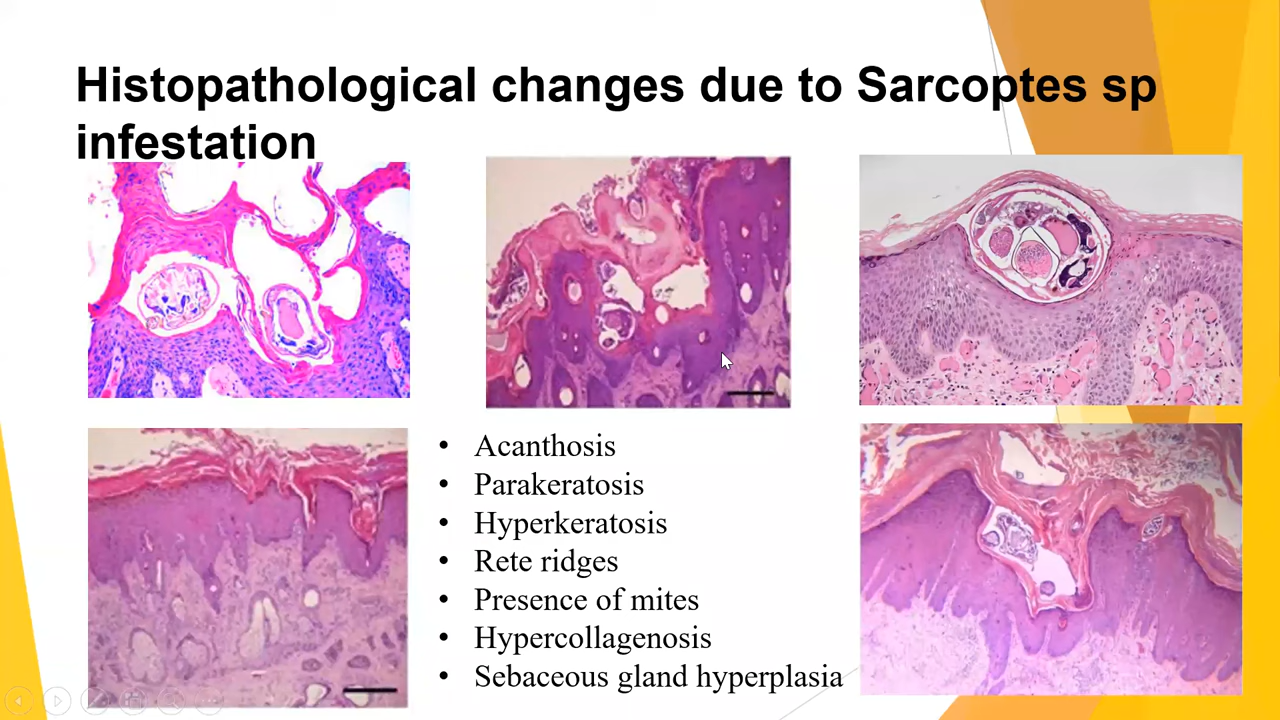 Histopathological changes due to Sarcoptes sp
infestation
• Acanthosis
• Parakeratosis
• Hyperkeratosis
• Rete ridges
• Presence of mites
• Hypercollagenosis
• Sebaceous gland hyperplasia